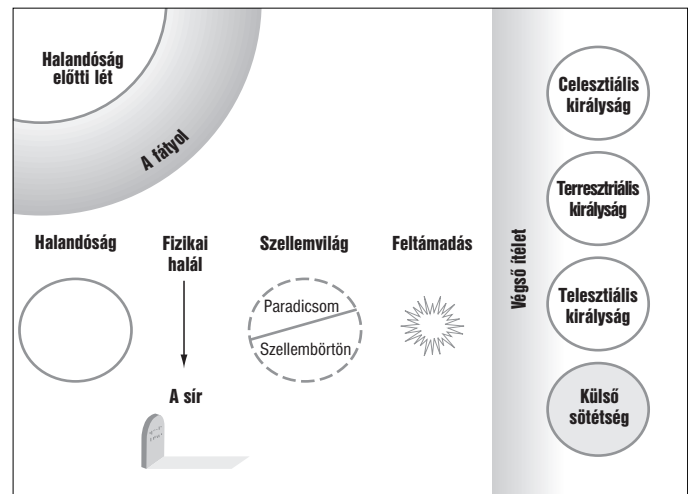 Halandóság
előtti lét
A fátyol
Halandóság
Fizikai
halál
A sír
Szellemvilág
Paradicsom
Szellembörtön
Feltámadás
Végső ítélet
Celesztiális
királyság
Terresztriális
királyság
Telesztiális
királyság
Külső
sötétség